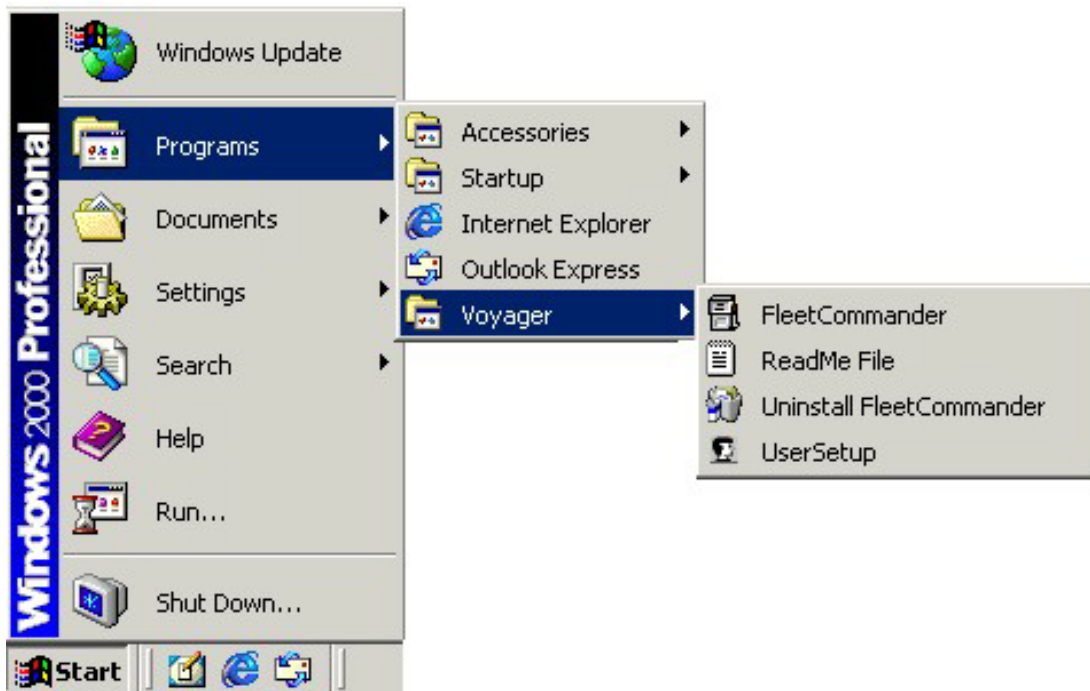 Windows 2000 Professional
Windows Update
Programs
Documents
Settings
Search
Help
Run...
Shut Down...
Start
Accessories
Startup
Internet Explorer
Outlook Express
Voyager
FleetCommander
ReadMe File
Uninstall FleetCommander
UserSetup